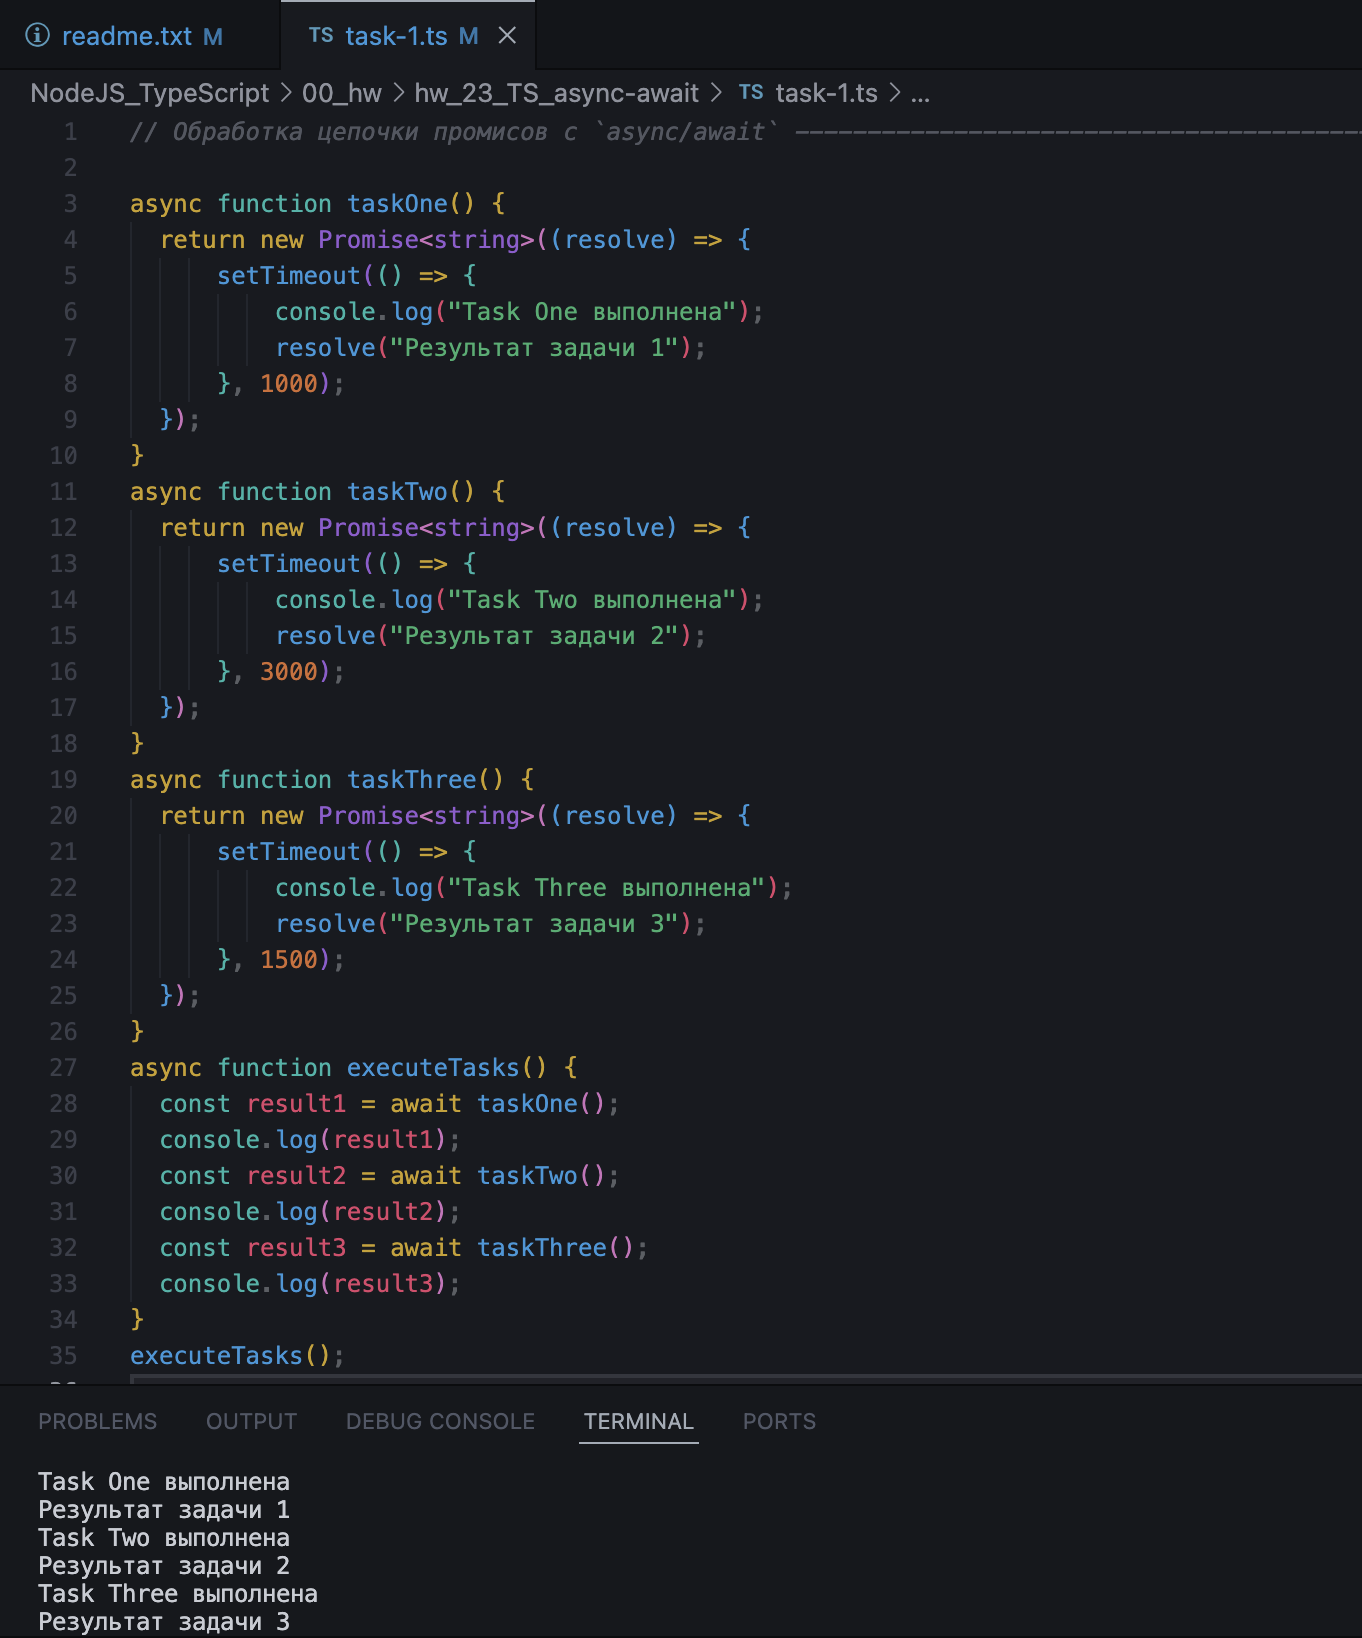 readme.txt M
TS task-1.ts M
NodeJS_TypeScript > 00_hw > hw_23_TS_async-await > TS task-1.ts > ...
1 // Обработка цепочки промисов с `async/await` ----------------------------------------
2
3 async function taskOne() {
4   return new Promise<string>((resolve) => {
5       setTimeout(() => {
6           console.log("Task One выполнена");
7           resolve("Результат задачи 1");
8       }, 1000);
9   });
10 }
11 async function taskTwo() {
12   return new Promise<string>((resolve) => {
13       setTimeout(() => {
14           console.log("Task Two выполнена");
15           resolve("Результат задачи 2");
16       }, 3000);
17   });
18 }
19 async function taskThree() {
20   return new Promise<string>((resolve) => {
21       setTimeout(() => {
22           console.log("Task Three выполнена");
23           resolve("Результат задачи 3");
24       }, 1500);
25   });
26 }
27 async function executeTasks() {
28   const result1 = await taskOne();
29   console.log(result1);
30   const result2 = await taskTwo();
31   console.log(result2);
32   const result3 = await taskThree();
33   console.log(result3);
34 }
35 executeTasks();
PROBLEMS OUTPUT DEBUG CONSOLE TERMINAL PORTS
Task One выполнена
Результат задачи 1
Task Two выполнена
Результат задачи 2
Task Three выполнена
Результат задачи 3